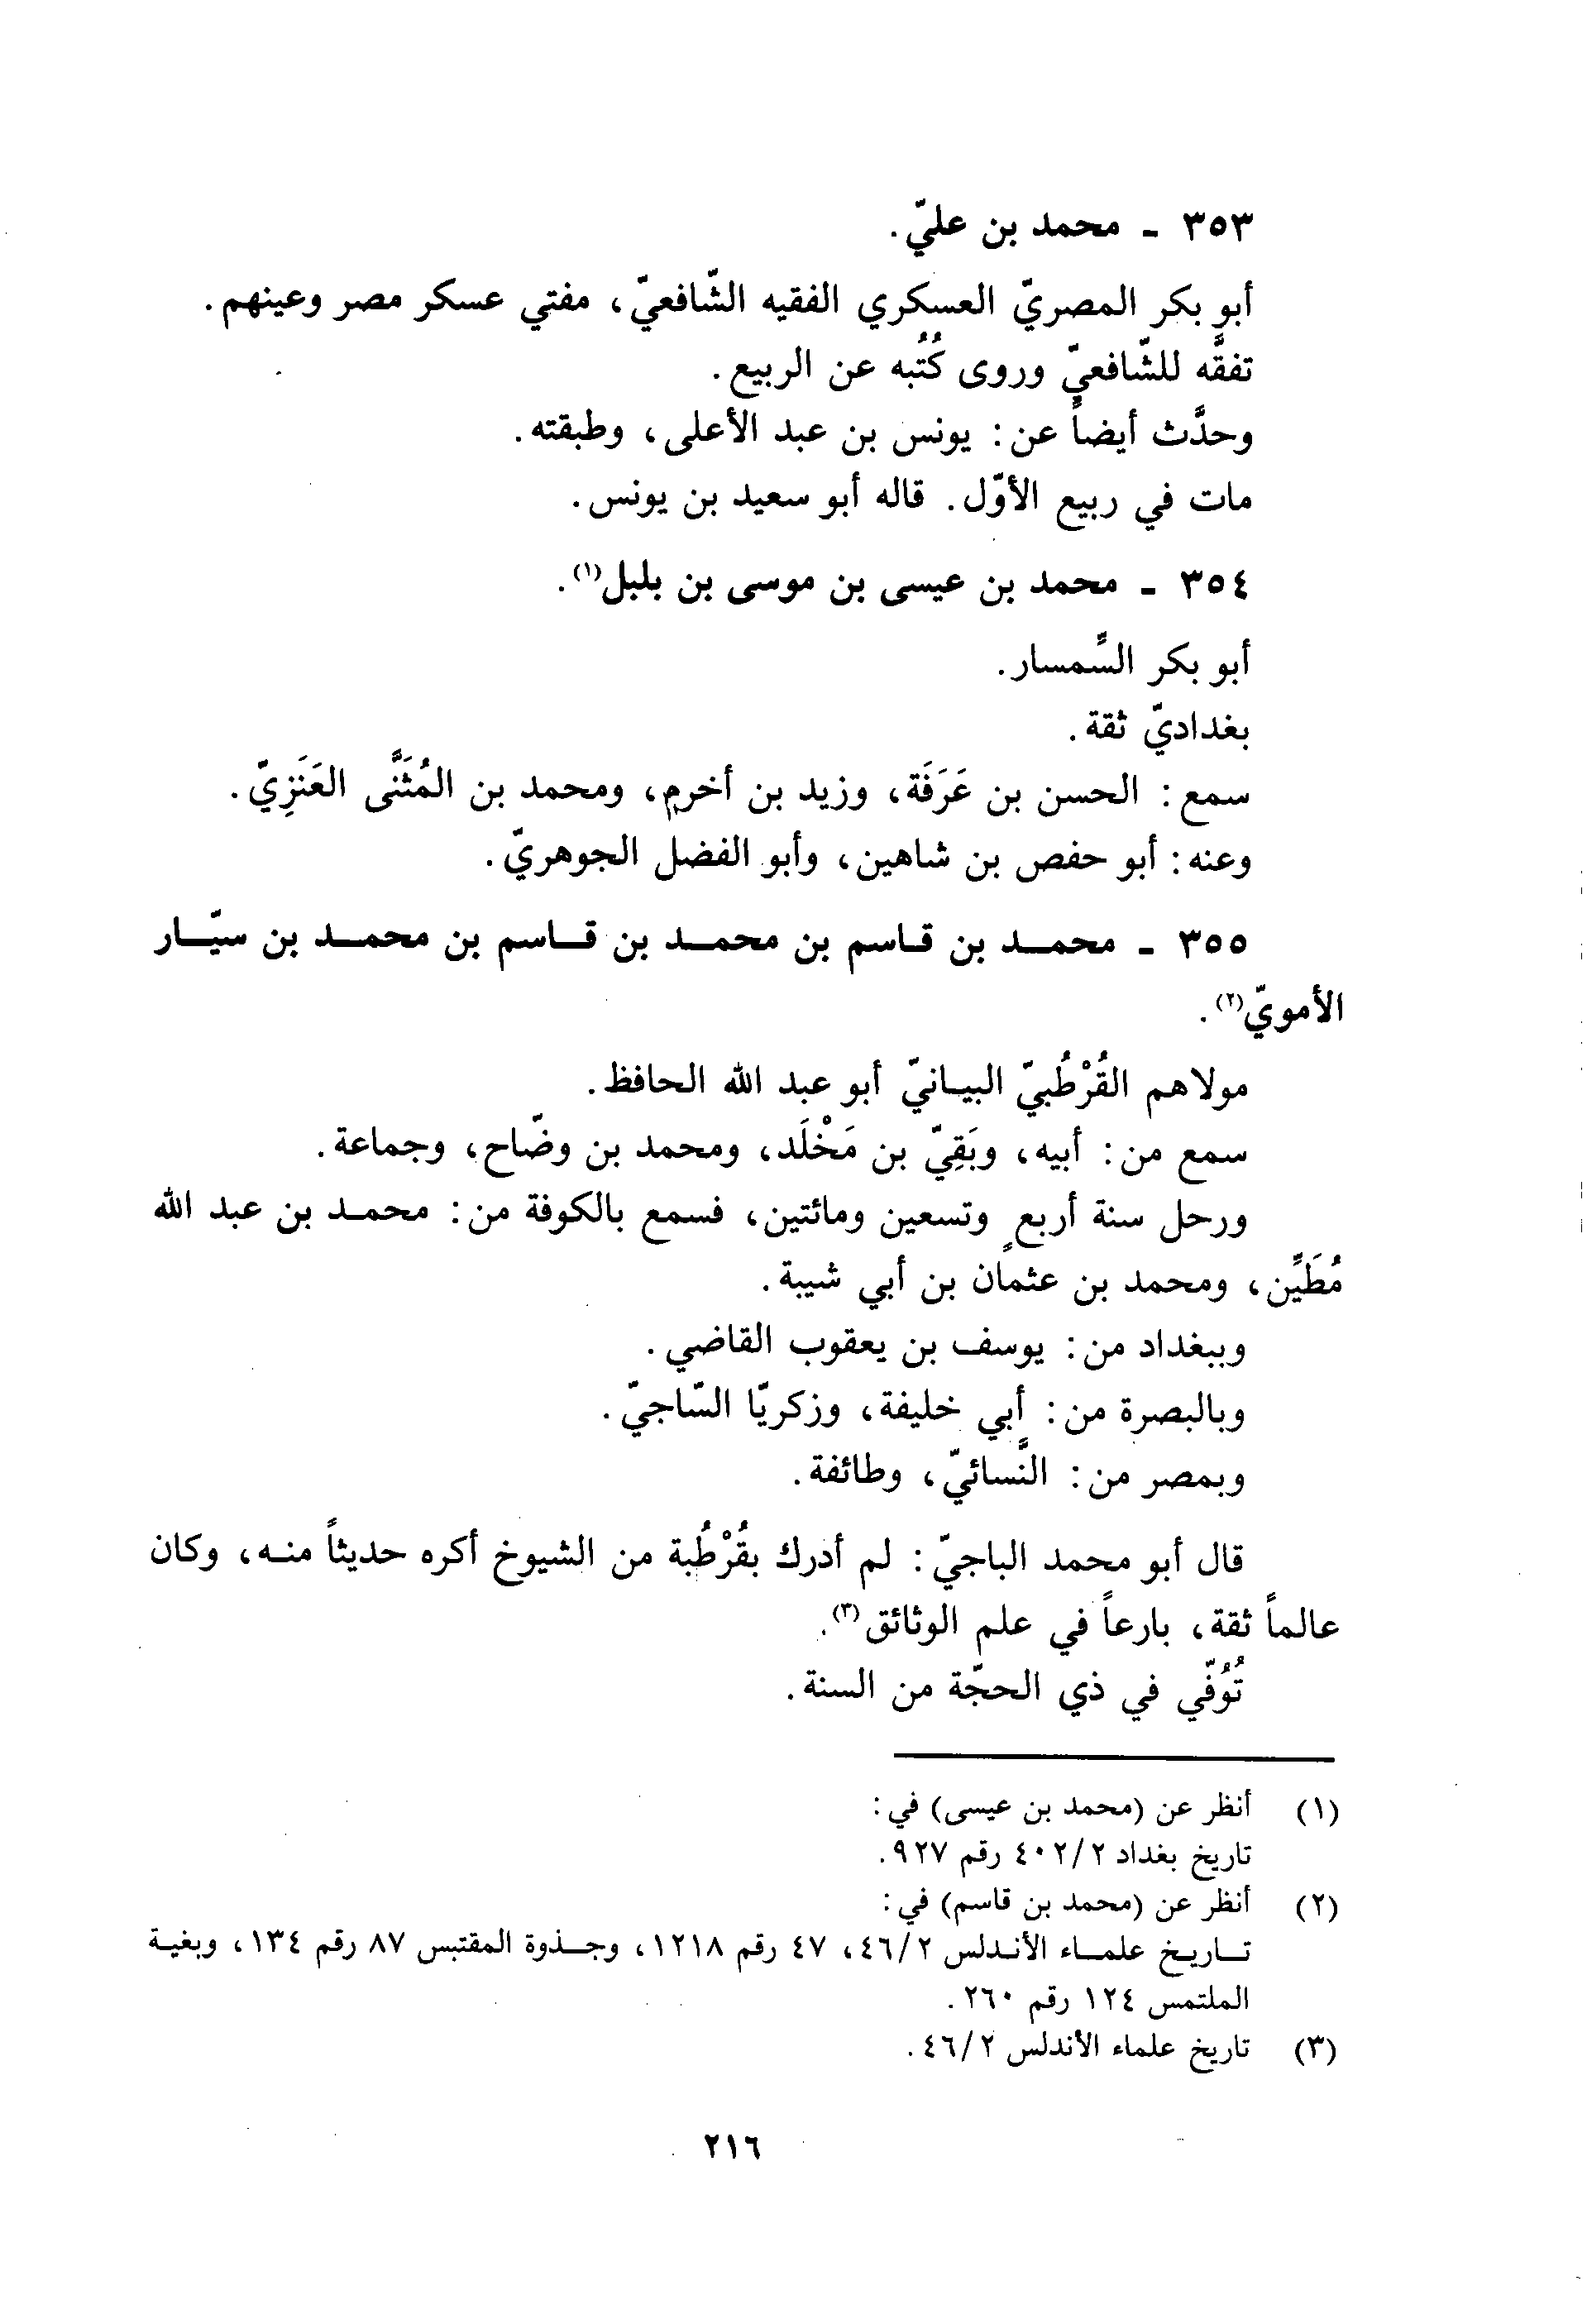 ٣٥٣ - محمد بن عليّ.
أبو بكر المصريّ العسكري الفقيه الشّافعيّ، مفتي عسكر مصر وعينهم.
تفقَّه للشّافعيّ وروى كُتُبه عن الربيع.
وحدَّث أيضاً عن: يونس بن عبد الأعلى، وطبقته.
مات في ربيع الأوّل. قاله أبو سعيد بن يونس.
٣٥٤ - محمد بن عيسى بن موسى بن بلبل(١).
أبو بكر السِّمسار.
بغداديّ ثقة.
سمع: الحسن بن عَرَفَة، وزيد بن أخرم، ومحمد بن المُثَنَّى العَنَزِيّ.
وعنه: أبو حفص بن شاهين، وأبو الفضل الجوهريّ.
٣٥٥ - محمد بن قاسم بن محمد بن قاسم بن محمد بن سيّار
الأمويّ(٢).
مولاهم القُرْطُبيّ البيانيّ أبو عبد الله الحافظ.
سمع من: أبيه، وبَقِيّ بن مَخْلَد، ومحمد بن وضّاح، وجماعة.
ورحل سنة أربعٍ وتسعين ومائتين، فسمع بالكوفة من: محمد بن عبد الله
مُطَيِّن، ومحمد بن عثمان بن أبي شيبة.
وببغداد من: يوسف بن يعقوب القاضي.
وبالبصرة من: أبي خليفة، وزكريّا السّاجيّ.
وبمصر من: النَّسائيّ، وطائفة.
قال أبو محمد الباجيّ: لم أدرك بقُرْطُبة من الشيوخ أكره حديثاً منه، وكان
عالماً ثقة، بارعاً في علم الوثائق(٣).
تُوُفّي في ذي الحجّة من السنة.
(١) أنظر عن (محمد بن عيسى) في:
تاريخ بغداد ٤٠٢/٢ رقم ٩٢٧.
(٢) أنظر عن (محمد بن قاسم) في:
تاريخ علماء الأندلس ٤٦/٢، ٤٧ رقم ١٢١٨، وجذوة المقتبس ٨٧ رقم ١٣٤، وبغية
الملتمس ١٢٤ رقم ٢٦٠.
(٣) تاريخ علماء الأندلس ٤٦/٢.
٢١٦